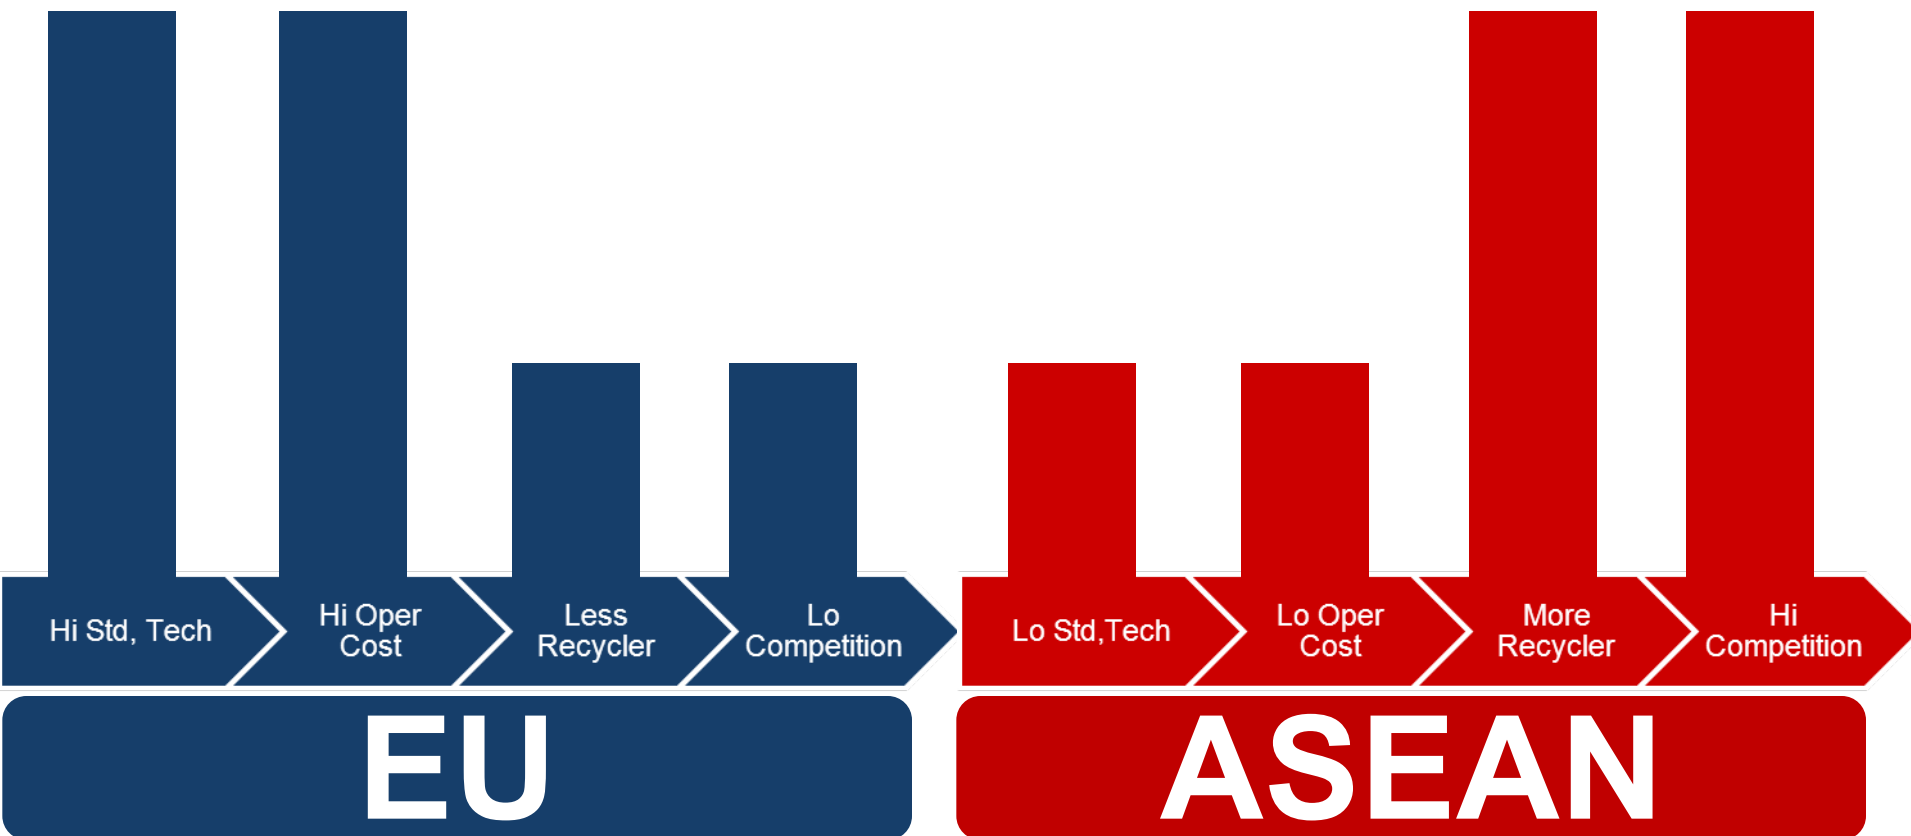 Hi Std, Tech
Hi Oper
Cost
Less
Recycler
Lo
Competition
Lo Std,Tech
Lo Oper
Cost
More
Recycler
Hi
Competition
EU
ASEAN